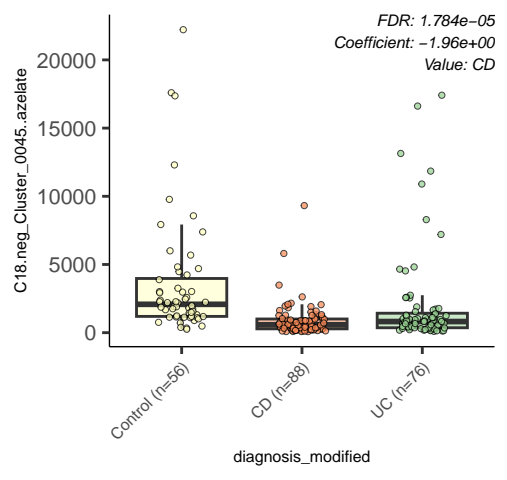 FDR: 1.784e−05
Coefficient: −1.96e+00
Value: CD
C18.neg_Cluster_0045..azelate
20000
15000
10000
5000
0
Control (n=56)
CD (n=88)
UC (n=76)
diagnosis_modified